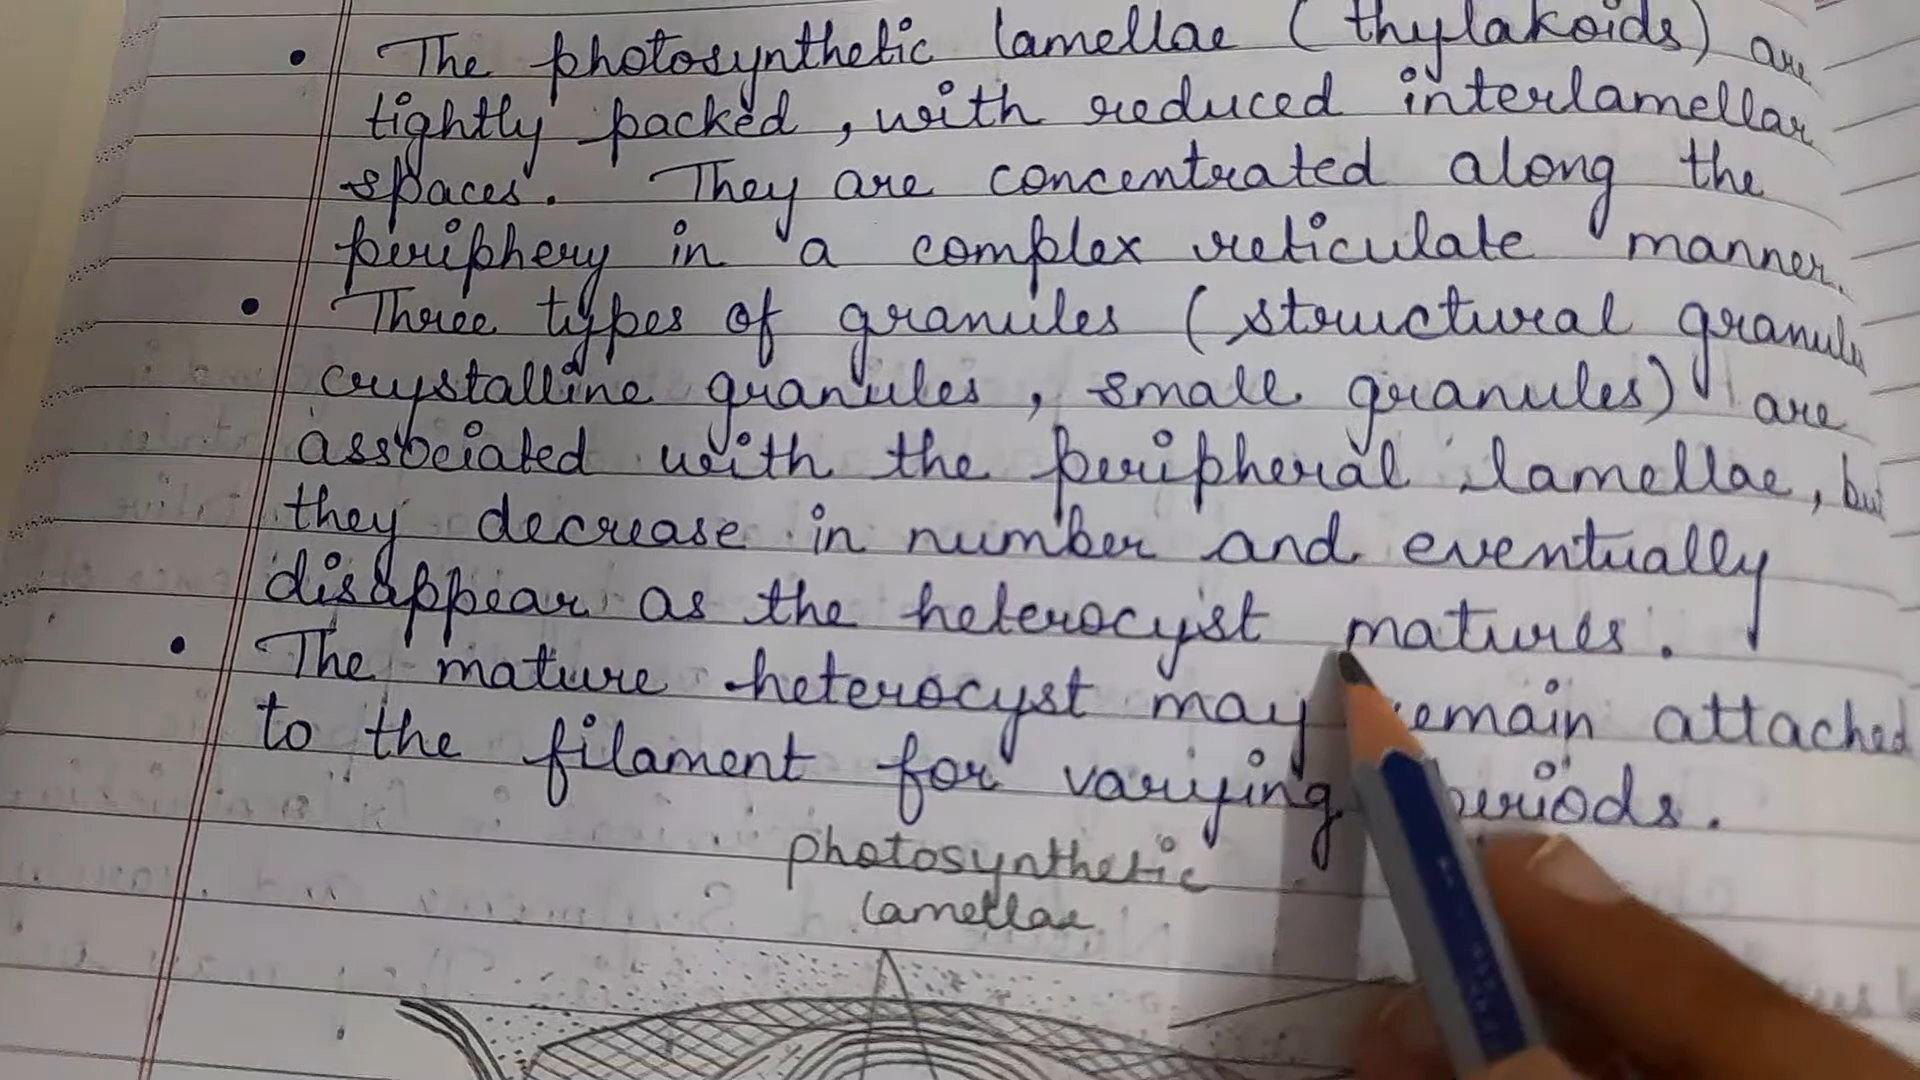 • The photosynthetic lamellae (thylakoids) are
tightly packed, with reduced interlamellar
spaces. They are concentrated along the
periphery in a complex reticulate manner.
• Three types of granules (structural
crystalline granules, small granules) are
associated with the peripheral lamellae, but
they decrease in number and eventually
disappear as the heterocyst matures.
• The mature heterocyst may remain attached
to the filament for varying periods.
photosynthetic
lamellae